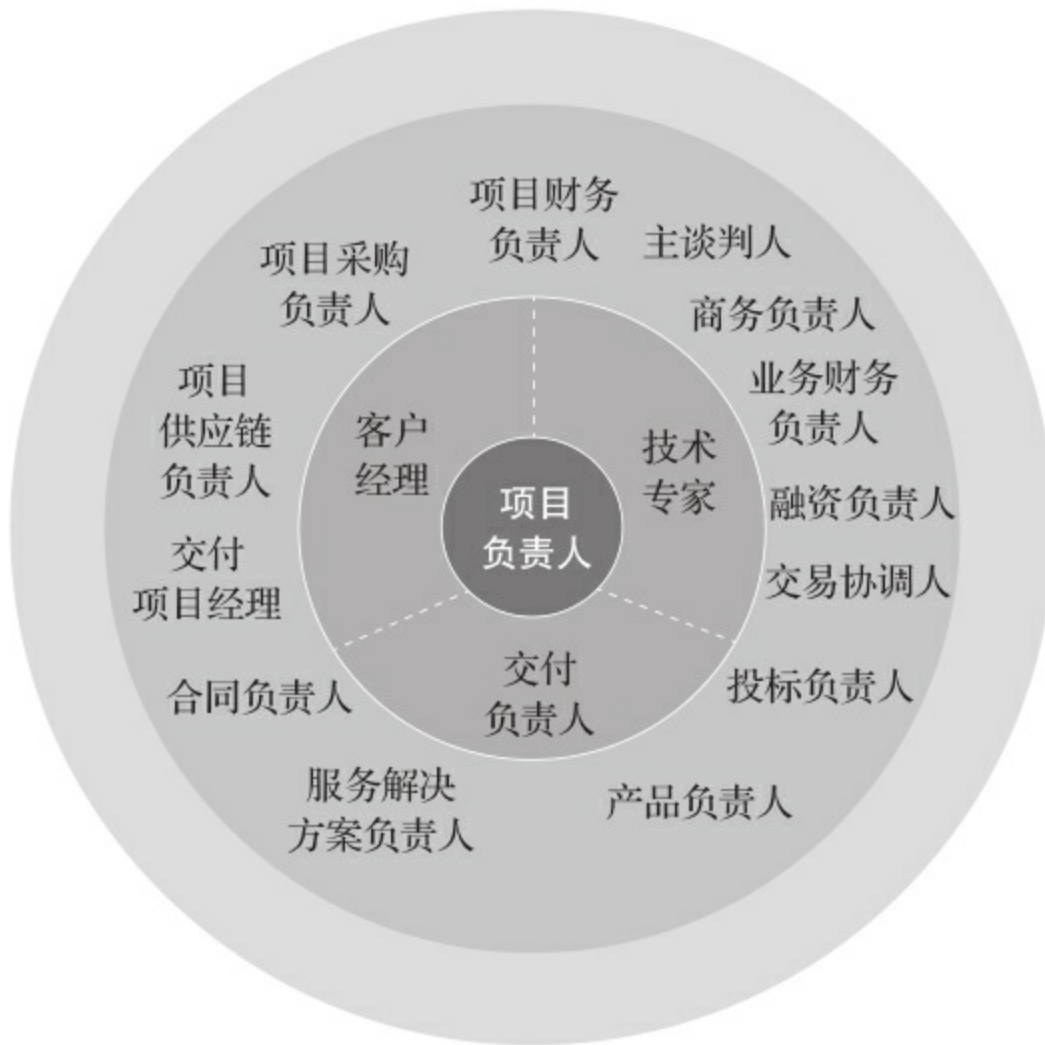 项目财务
负责人
主谈判人
项目采购
负责人
商务负责人
项目
供应链
负责人
业务财务
负责人
客户
经理
技术
专家
项目
负责人
融资负责人
交付
项目经理
交易协调人
合同负责人
交付
负责人
投标负责人
服务解决
方案负责人
产品负责人